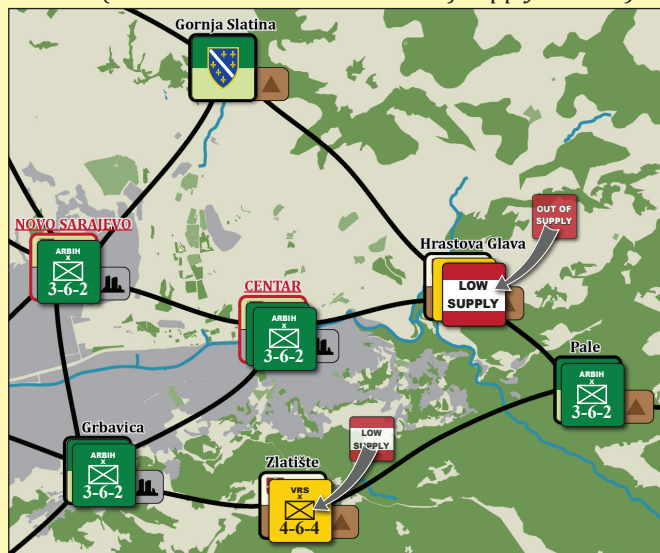 Gornja Slatina
NOVO SARAJEVO
ARBIH
X
3-6-2
OUT OF
SUPPLY
Hrastova Glava
LOW
SUPPLY
CENTAR
ARBIH
X
3-6-2
Pale
ARBIH
X
3-6-2
Grbavica
ARBIH
X
3-6-2
LOW
SUPPLY
Zlatište
VRS
X
4-6-4